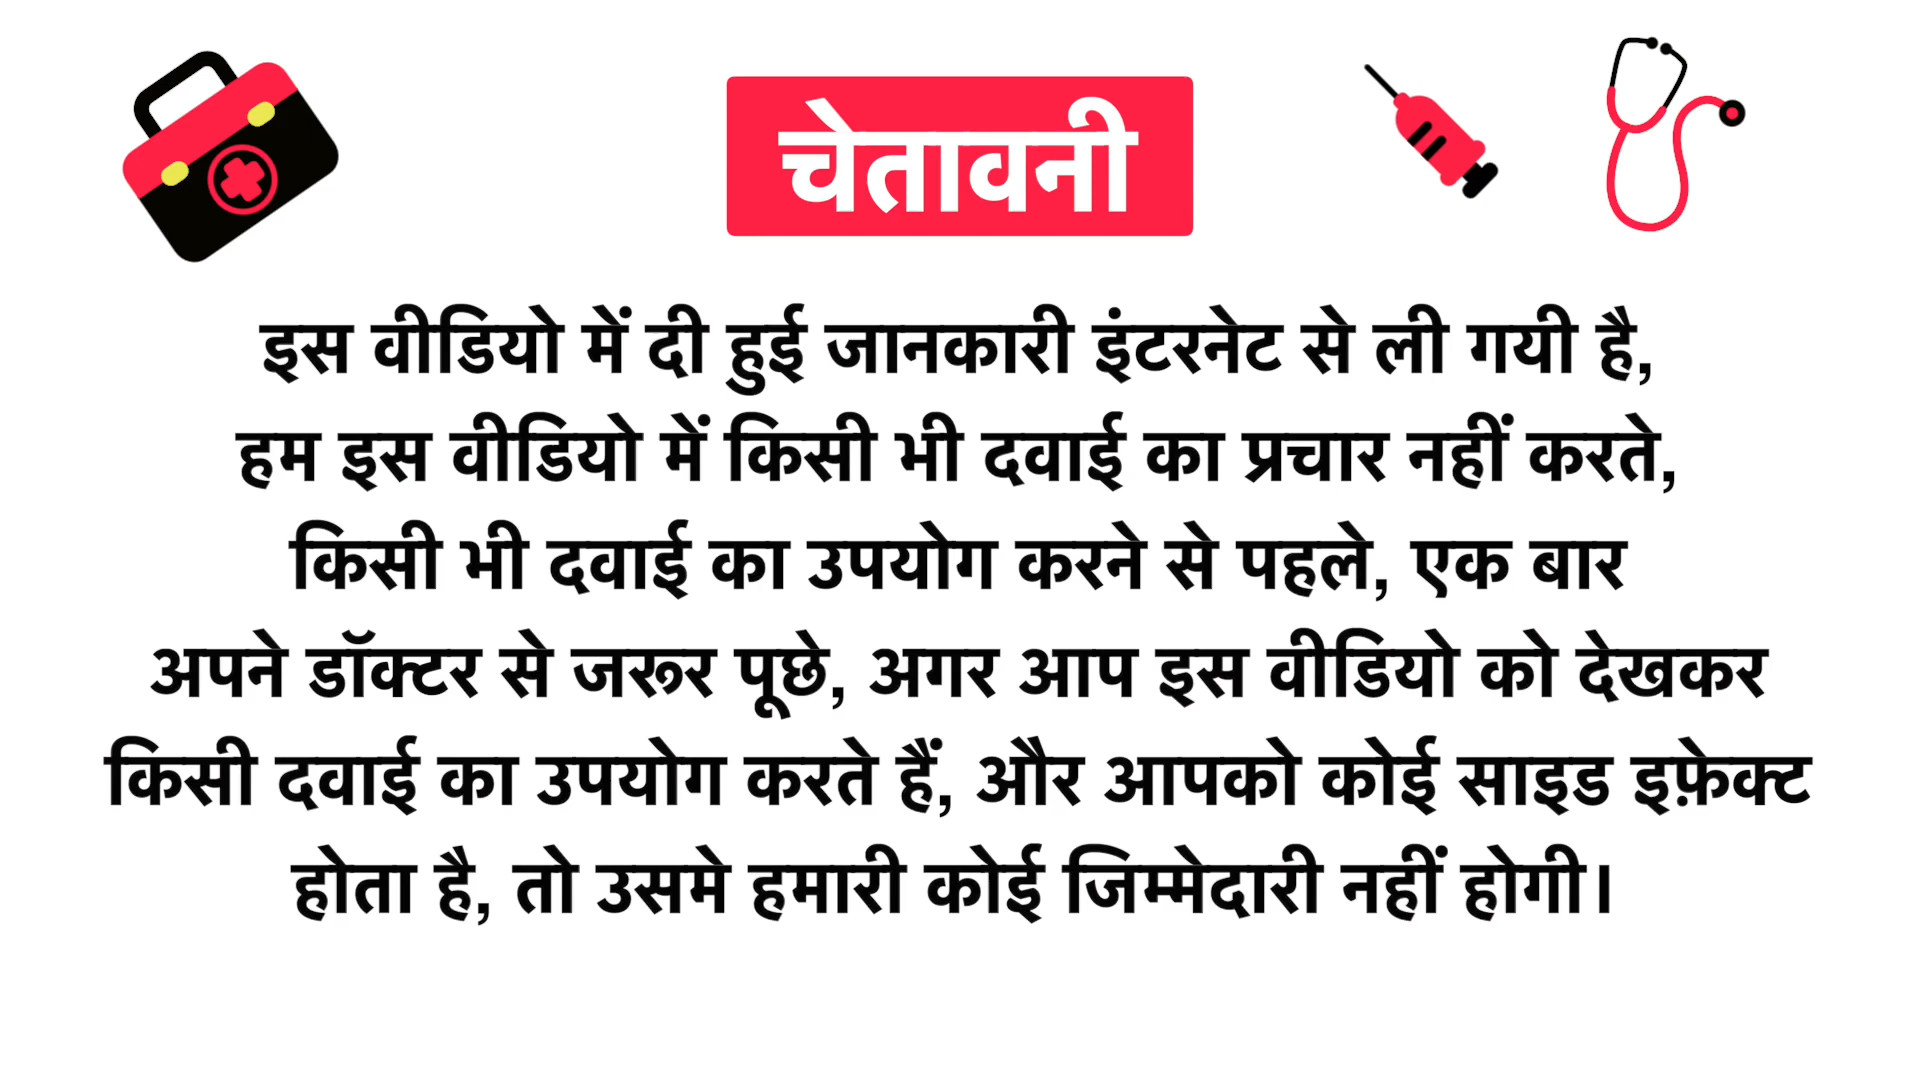 चेतावनी
इस वीडियो में दी हुई जानकारी इंटरनेट से ली गयी है,
हम इस वीडियो में किसी भी दवाई का प्रचार नहीं करते,
किसी भी दवाई का उपयोग करने से पहले, एक बार
अपने डॉक्टर से जरूर पूछे, अगर आप इस वीडियो को देखकर
किसी दवाई का उपयोग करते हैं, और आपको कोई साइड इफ़ेक्ट
होता है, तो उसमे हमारी कोई जिम्मेदारी नहीं होगी।